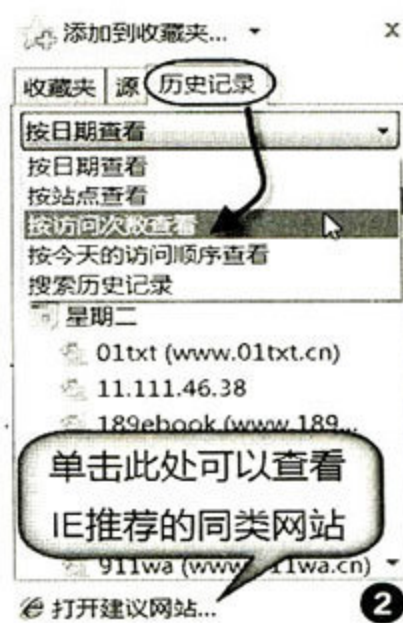 添加到收藏夹... x
收藏夹 源 历史记录
按日期查看
按日期查看
按站点查看
按访问次数查看
按今天的访问顺序查看
搜索历史记录
星期二
01txt (www.01txt.cn)
11.111.46.38
189ebook (www.189...
单击此处可以查看
IE推荐的同类网站
911wa (www. 11wa.cn)
打开建议网站...
2